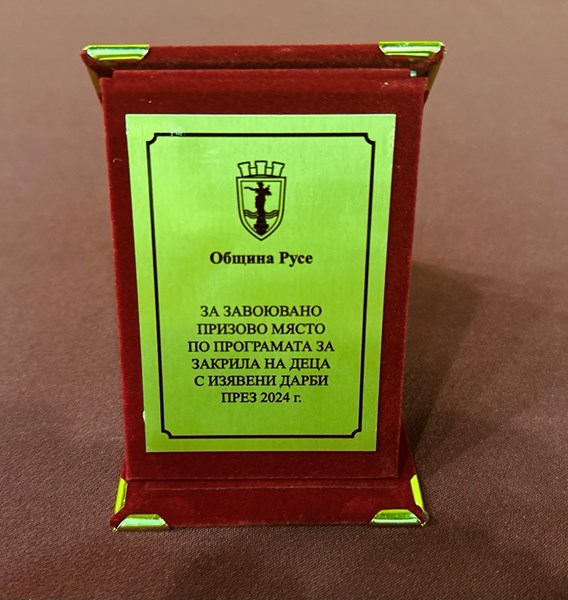 Община Русе
ЗА ЗАВОЮВАНО
ПРИЗОВО МЯСТО
ПО ПРОГРАМАТА ЗА
ЗАКРИЛА НА ДЕЦА
С ИЗЯВЕНИ ДАРБИ
ПРЕЗ 2024 г.